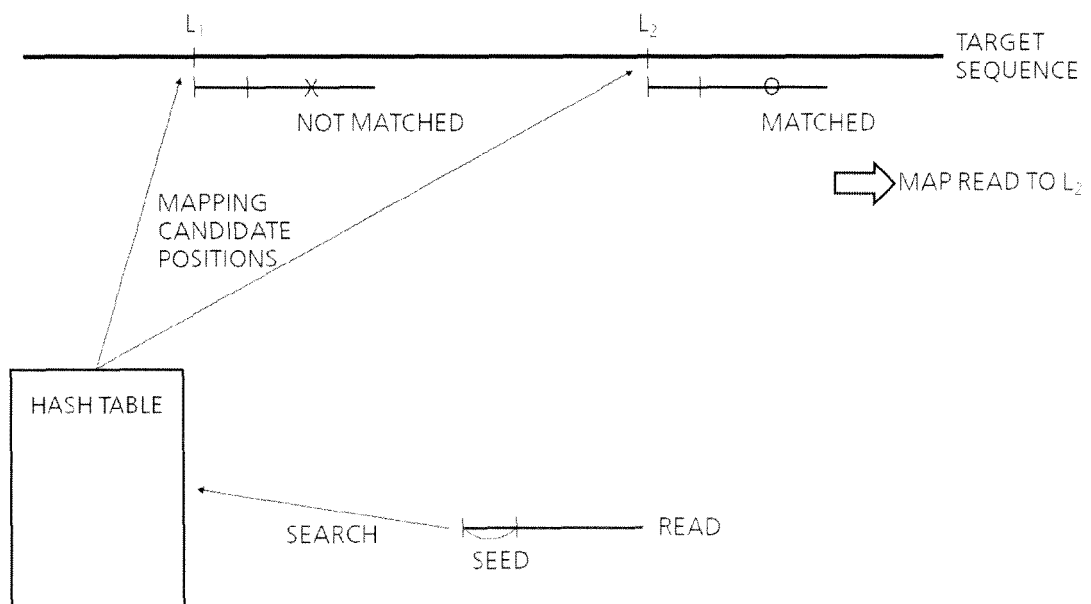 L1
L2
TARGET
SEQUENCE
NOT MATCHED
MATCHED
MAP READ TO L2
MAPPING
CANDIDATE
POSITIONS
HASH TABLE
SEARCH
READ
SEED